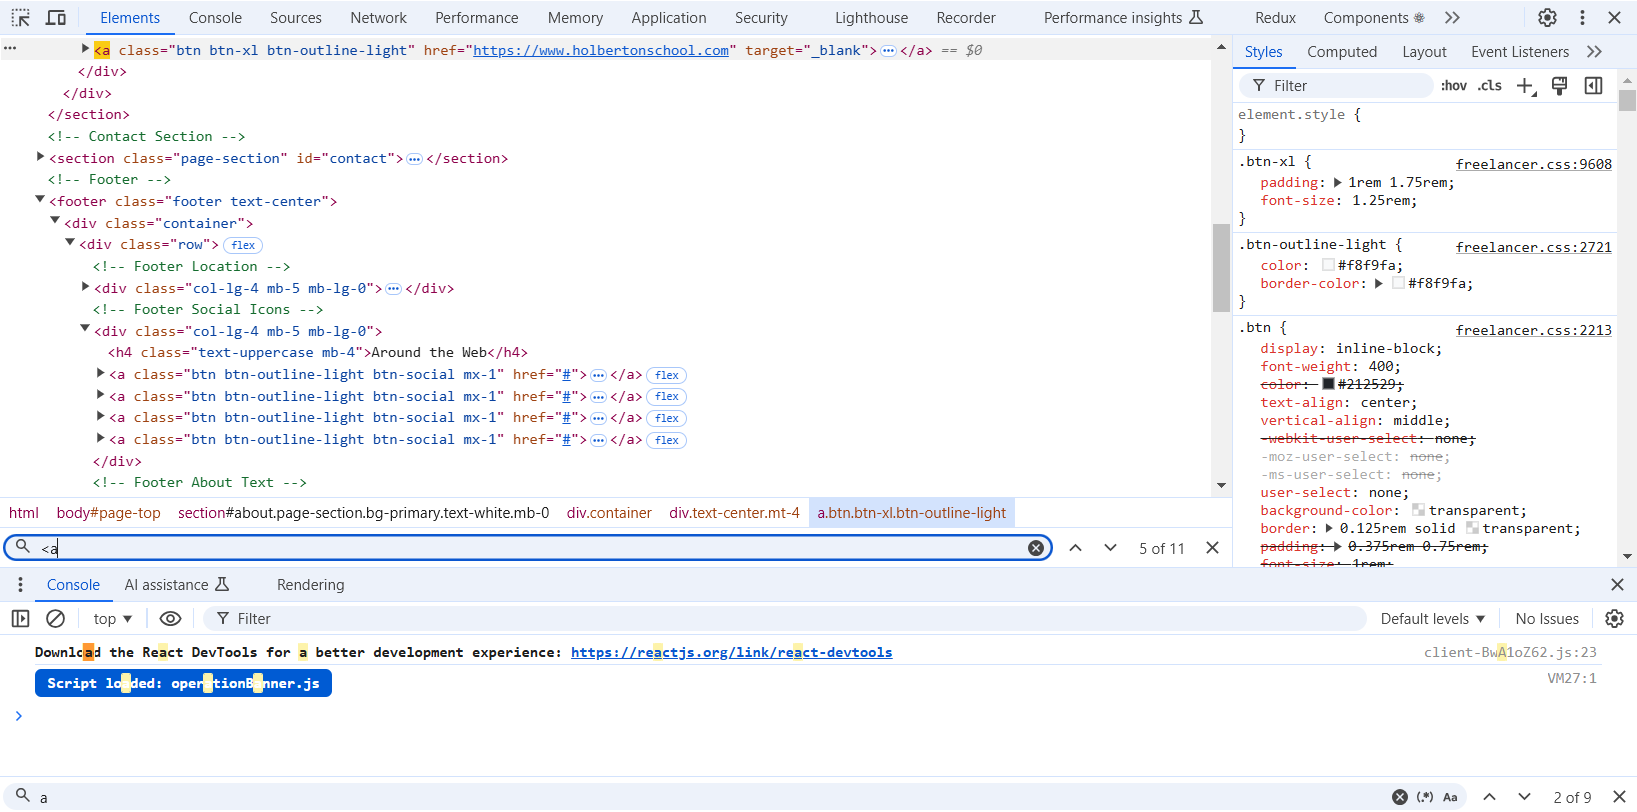 Elements Console Sources Network Performance Memory Application Security Lighthouse Recorder Performance insights Redux Components
<a class="btn btn-xl btn-outline-light" href="https://www.holbertonschool.com" target="_blank">…</a> == $0
</div>
</div>
</section>
<!-- Contact Section -->
<section class="page-section" id="contact">…</section>
<!-- Footer -->
<footer class="footer text-center">
<div class="container">
<div class="row"> flex
<!-- Footer Location -->
<div class="col-lg-4 mb-5 mb-lg-0">…</div>
<!-- Footer Social Icons -->
<div class="col-lg-4 mb-5 mb-lg-0">
<h4 class="text-uppercase mb-4">Around the Web</h4>
<a class="btn btn-outline-light btn-social mx-1" href="#">…</a> flex
<a class="btn btn-outline-light btn-social mx-1" href="#">…</a> flex
<a class="btn btn-outline-light btn-social mx-1" href="#">…</a> flex
<a class="btn btn-outline-light btn-social mx-1" href="#">…</a> flex
</div>
<!-- Footer About Text -->
html body#page-top section#about.page-section.bg-primary.text-white.mb-0 div.container div.text-center.mt-4 a.btn.btn-xl.btn-outline-light
<a 5 of 11
Styles Computed Layout Event Listeners
Filter :hov .cls
element.style {
}
.btn-xl { freelancer.css:9608
padding: 1rem 1.75rem;
font-size: 1.25rem;
}
.btn-outline-light { freelancer.css:2721
color: #f8f9fa;
border-color: #f8f9fa;
}
.btn { freelancer.css:2213
display: inline-block;
font-weight: 400;
color: #212529;
text-align: center;
vertical-align: middle;
-webkit-user-select: none;
-moz-user-select: none;
-ms-user-select: none;
user-select: none;
background-color: transparent;
border: 0.125rem solid transparent;
padding: 0.375rem 0.75rem;
font-size: 1rem;
Console AI assistance Rendering
top Filter Default levels No Issues
Download the React DevTools for a better development experience: https://reactjs.org/link/react-devtools client-BwA1oZ62.js:23
Script loaded: operationBanner.js VM27:1
a (.*) Aa 2 of 9